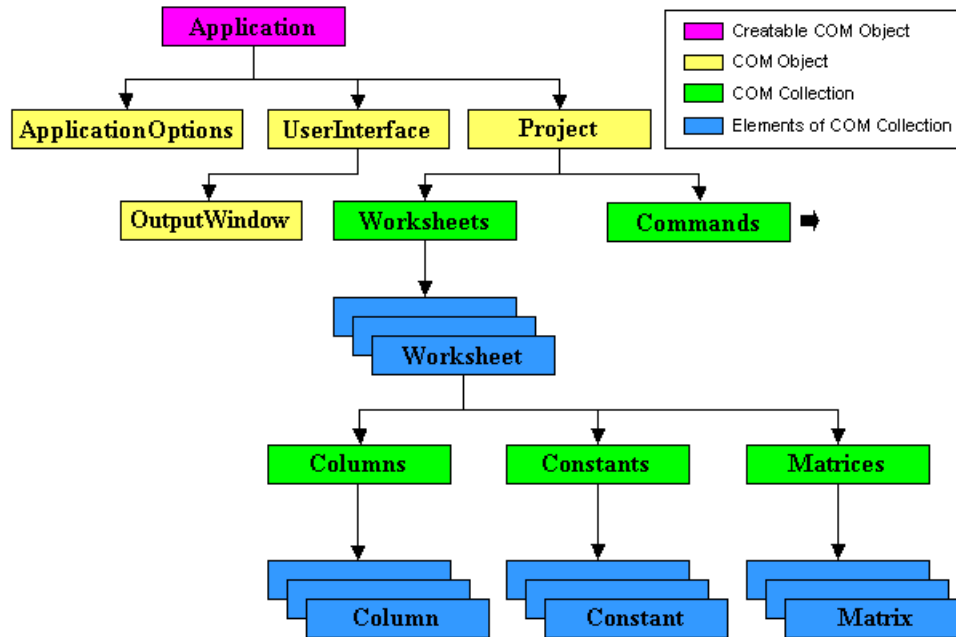 Application
Creatable COM Object
COM Object
COM Collection
Elements of COM Collection
ApplicationOptions
UserInterface
Project
OutputWindow
Worksheets
Commands
Worksheet
Columns
Constants
Matrices
Column
Constant
Matrix